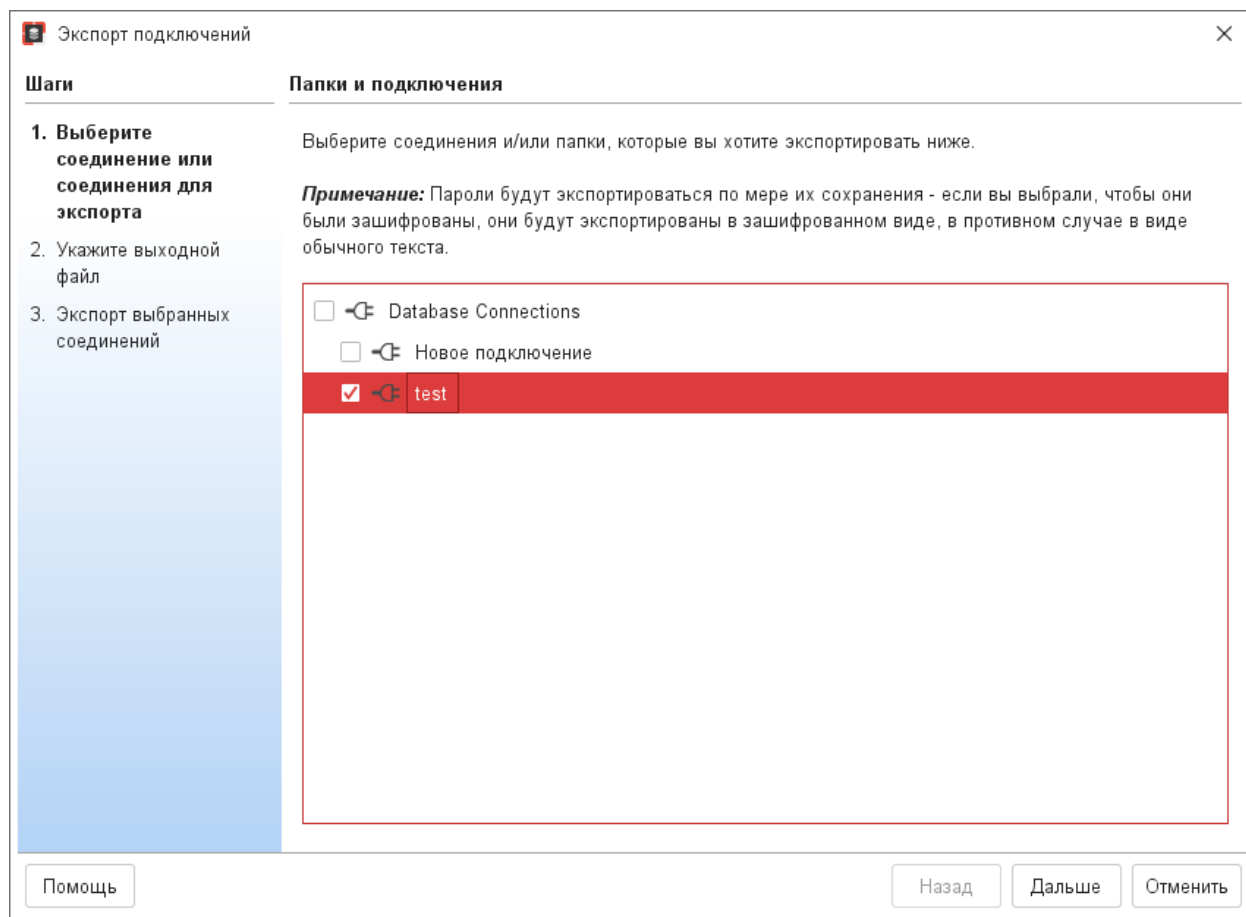 Экспорт подключений
Шаги
1. Выберите
соединение или
соединения для
экспорта
2. Укажите выходной
файл
3. Экспорт выбранных
соединений
Папки и подключения
Выберите соединения и/или папки, которые вы хотите экспортировать ниже.
Примечание: Пароли будут экспортироваться по мере их сохранения - если вы выбрали, чтобы они
были зашифрованы, они будут экспортированы в зашифрованном виде, в противном случае в виде
обычного текста.
Database Connections
Новое подключение
test
Помощь
Назад
Дальше
Отменить